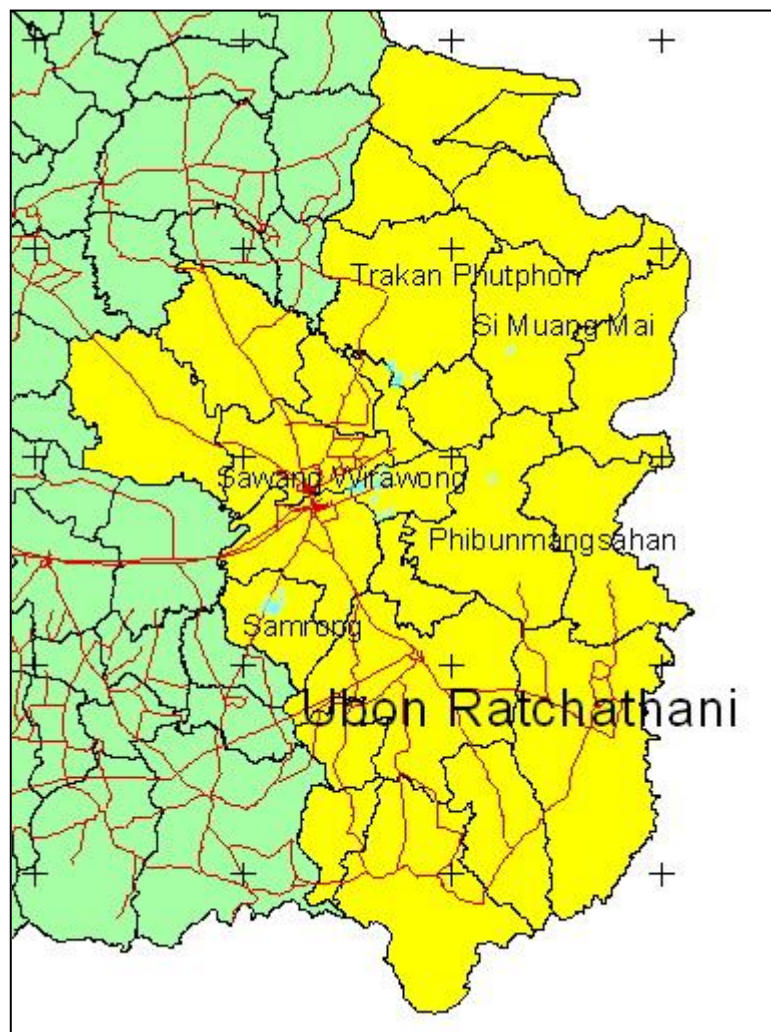 Trakan Phutphon
Si Muang Mai
Sawang Wirawong
Phibunmangsahan
Samrong
Ubon Ratchathani